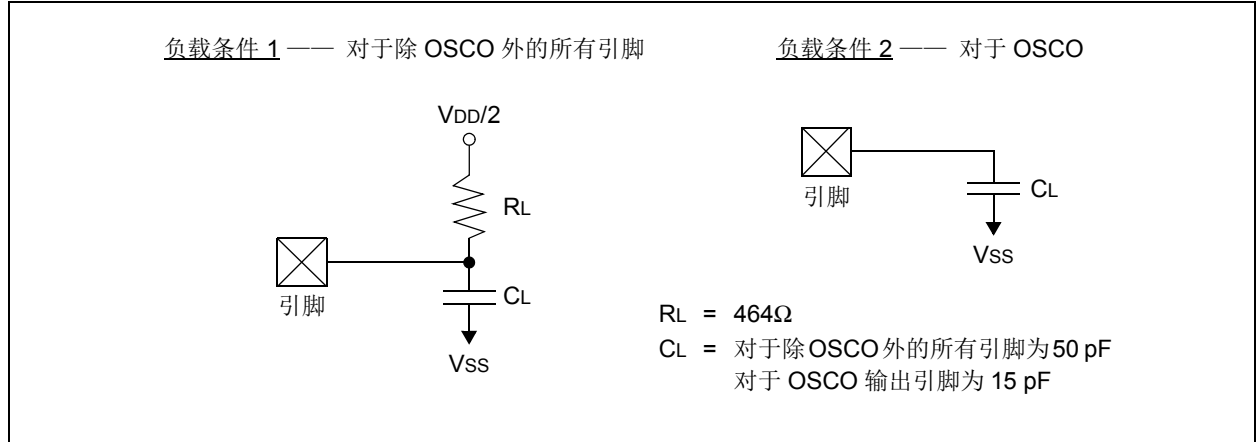 负载条件 1 —— 对于除 OSCO 外的所有引脚
VDD/2
RL
引脚
CL
VSS
负载条件 2 —— 对于 OSCO
引脚
CL
VSS
RL = 464Ω
CL = 对于除OSCO外的所有引脚为50 pF
对于 OSCO 输出引脚为 15 pF